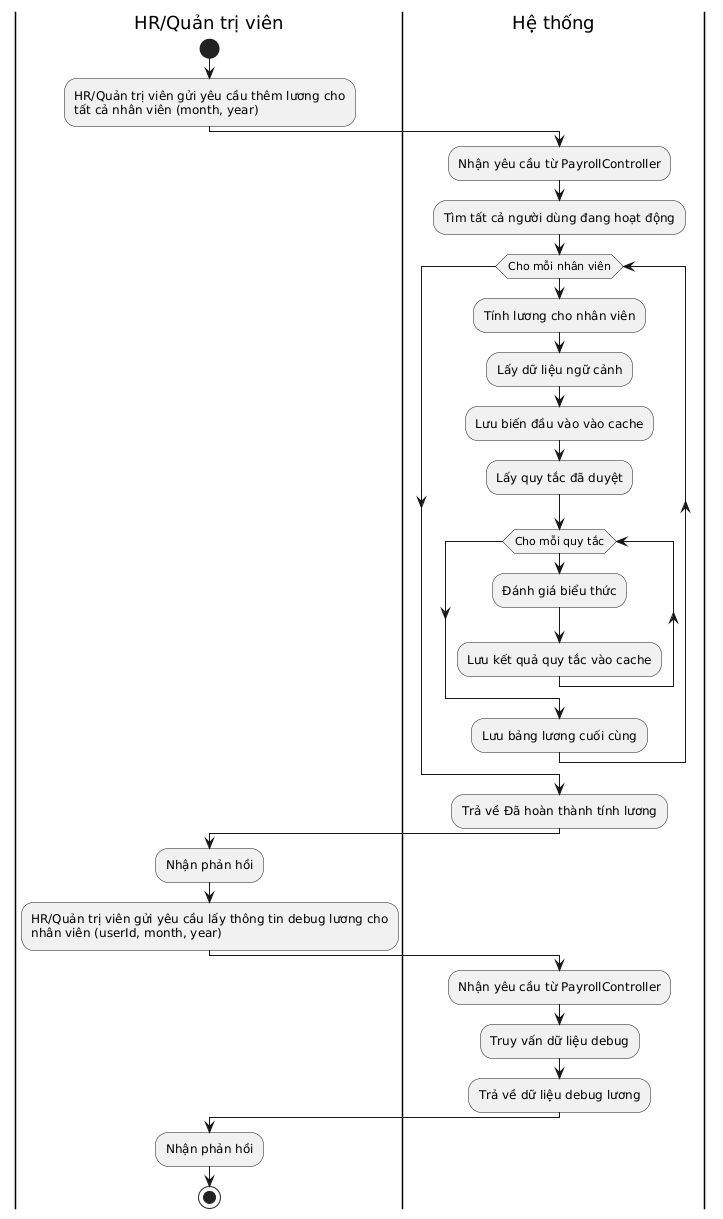 HR/Quản trị viên
Hệ thống
HR/Quản trị viên gửi yêu cầu thêm lương cho
tất cả nhân viên (month, year)
Nhận yêu cầu từ PayrollController
Tìm tất cả người dùng đang hoạt động
Cho mỗi nhân viên
Tính lương cho nhân viên
Lấy dữ liệu ngữ cảnh
Lưu biến đầu vào vào cache
Lấy quy tắc đã duyệt
Cho mỗi quy tắc
Đánh giá biểu thức
Lưu kết quả quy tắc vào cache
Lưu bảng lương cuối cùng
Trả về Đã hoàn thành tính lương
Nhận phản hồi
HR/Quản trị viên gửi yêu cầu lấy thông tin debug lương cho
nhân viên (userId, month, year)
Nhận yêu cầu từ PayrollController
Truy vấn dữ liệu debug
Trả về dữ liệu debug lương
Nhận phản hồi